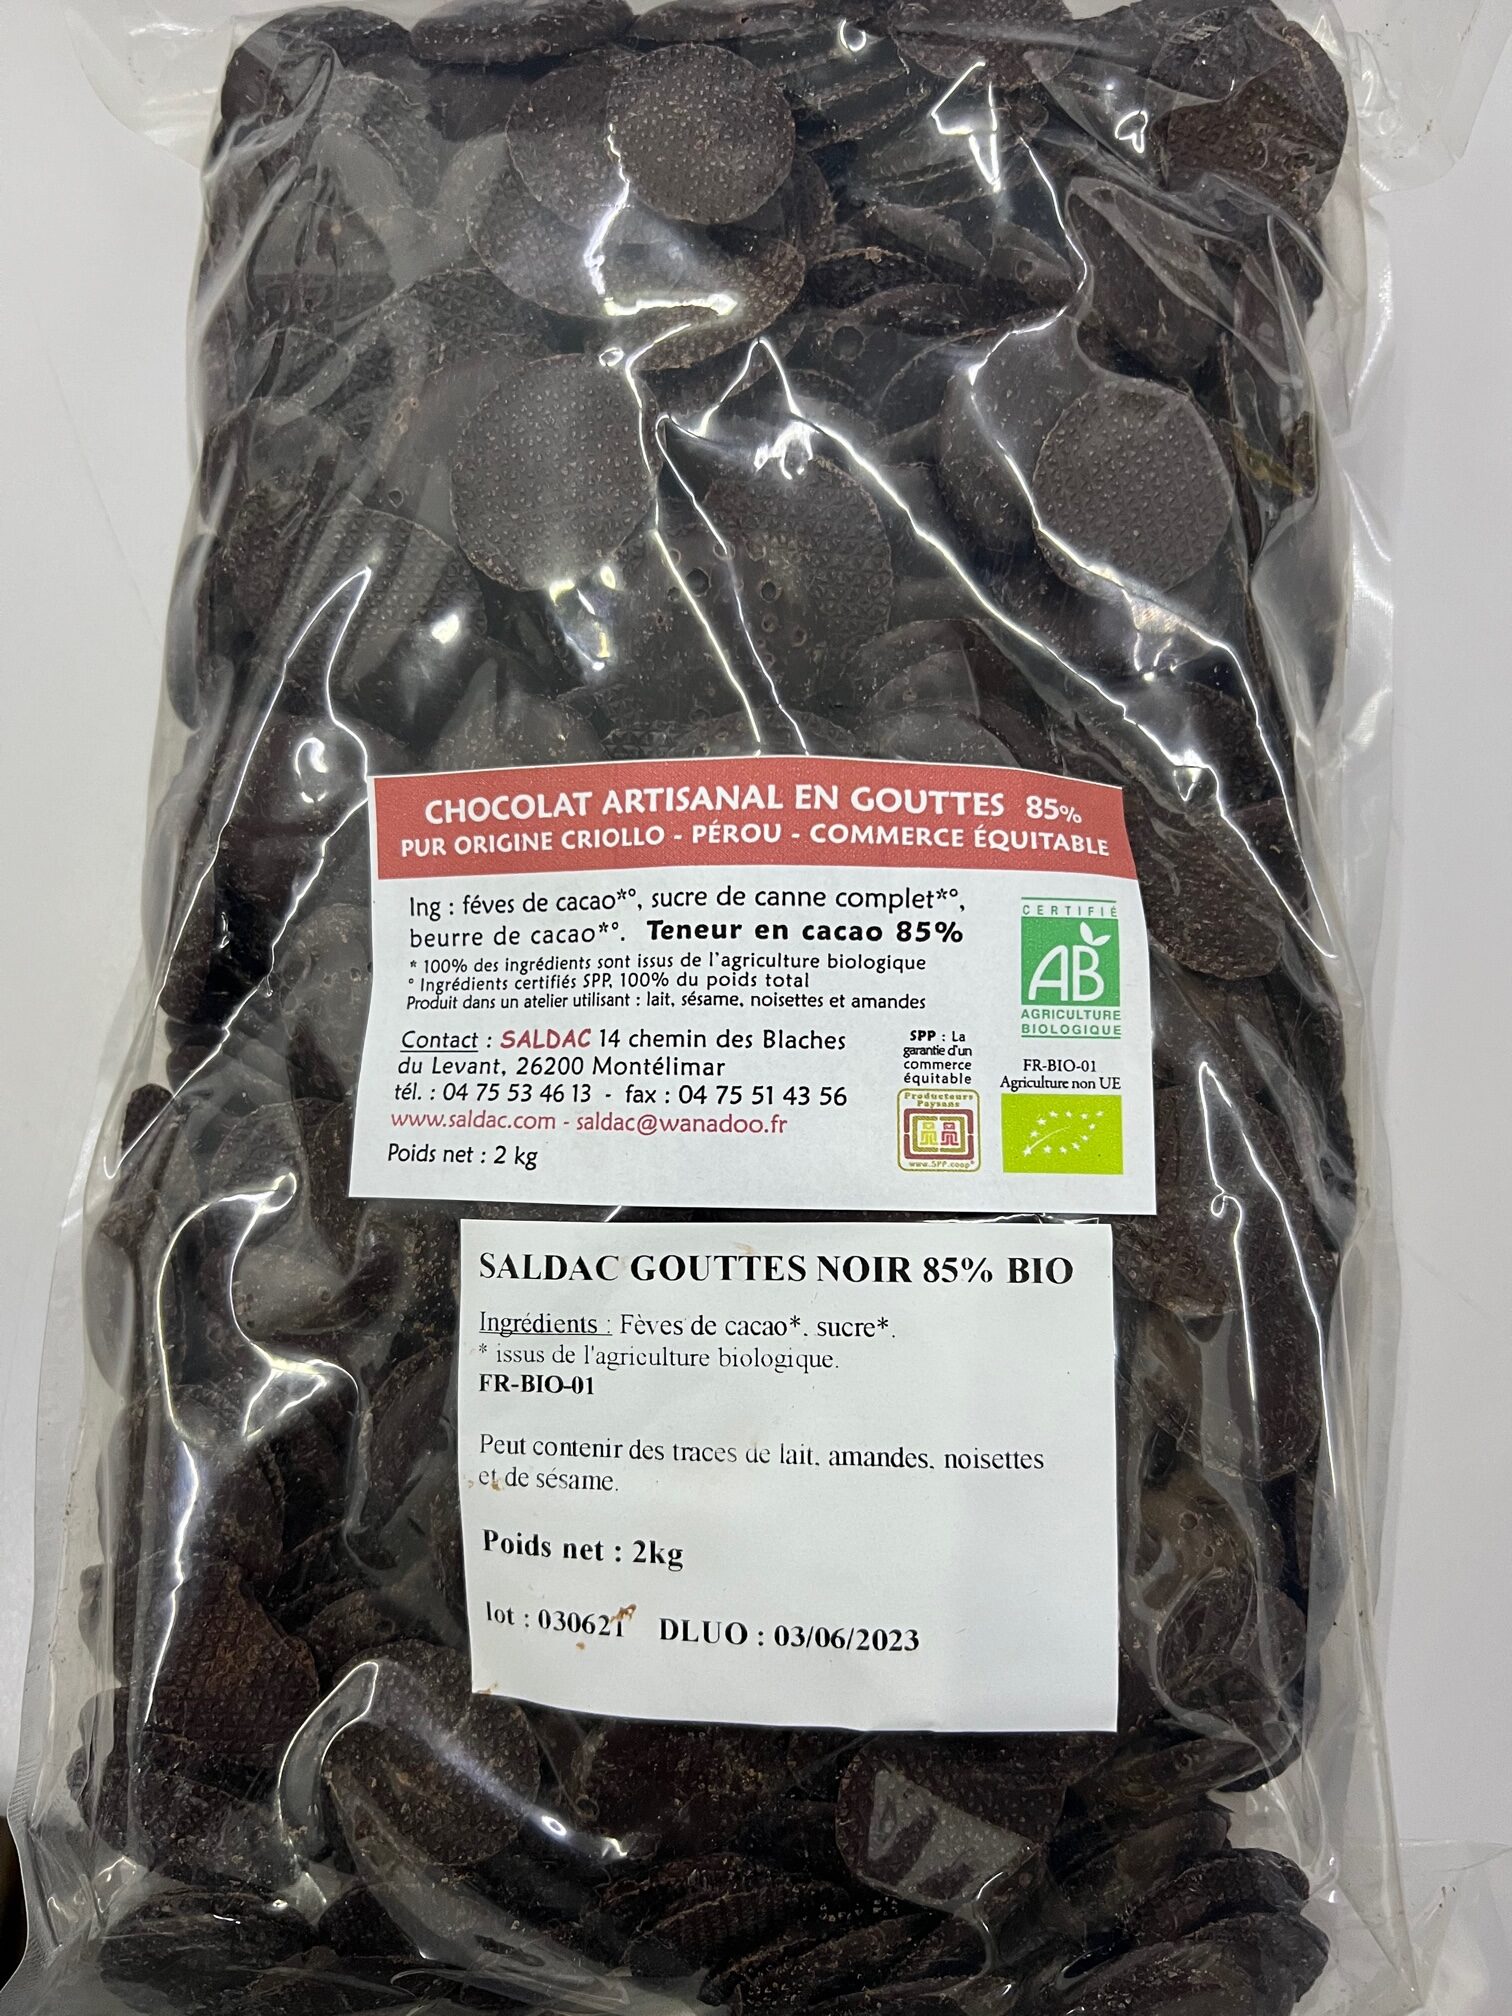 CHOCOLAT ARTISANAL EN GOUTTES 85%
PUR ORIGINE CRIOLLO - PÉROU - COMMERCE ÉQUITABLE
Ing : féves de cacao*°, sucre de canne complet*°,
beurre de cacao*°. Teneur en cacao 85%
* 100% des ingrédients sont issus de l'agriculture biologique
° Ingrédients certifiés SPP, 100% du poids total
Produit dans un atelier utilisant : lait, sésame, noisettes et amandes
Contact : SALDAC 14 chemin des Blaches
du Levant, 26200 Montélimar
tél. : 04 75 53 46 13 - fax : 04 75 51 43 56
www.saldac.com - saldac@wanadoo.fr
Poids net : 2 kg
CERTIFIÉ
AB
AGRICULTURE
BIOLOGIQUE
SPP : La
garantie d'un
commerce
équitable
Producteurs
Paysans
www.SPP.coop
FR-BIO-01
Agriculture non UE
SALDAC GOUTTES NOIR 85% BIO
Ingrédients : Fèves de cacao*, sucre*.
* issus de l'agriculture biologique.
FR-BIO-01
Peut contenir des traces de lait, amandes, noisettes
et de sésame.
Poids net : 2kg
lot : 030621 DLUO : 03/06/2023